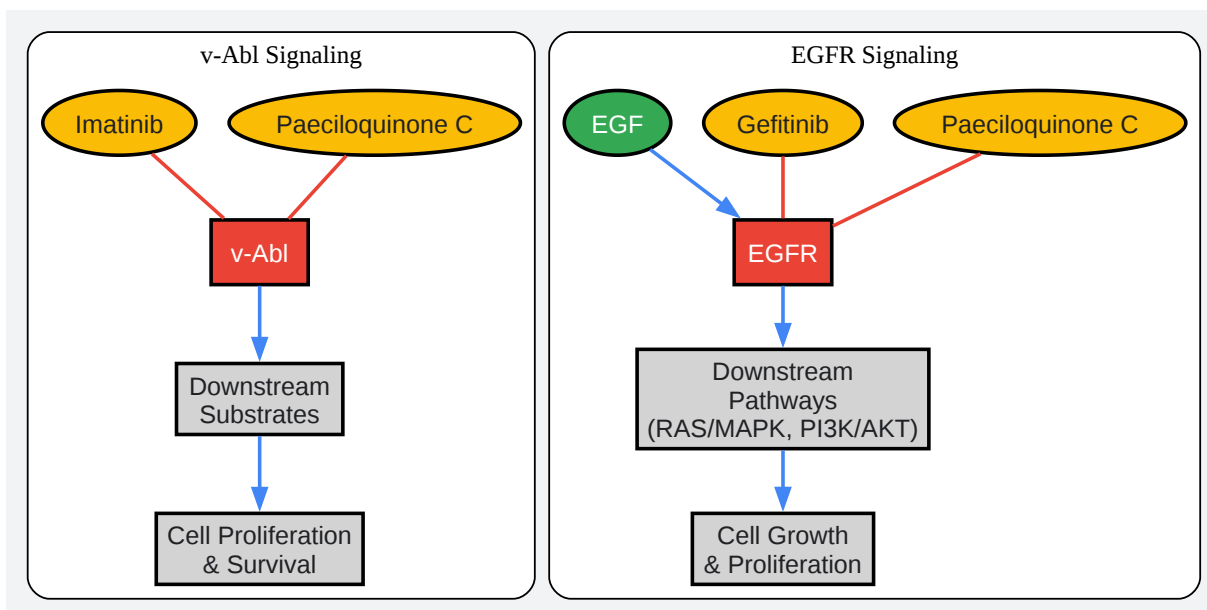 v-Abl Signaling
Imatinib
Paeciloquinone C
v-Abl
Downstream
Substrates
Cell Proliferation
& Survival
EGFR Signaling
EGF
Gefitinib
Paeciloquinone C
EGFR
Downstream
Pathways
(RAS/MAPK, PI3K/AKT)
Cell Growth
& Proliferation